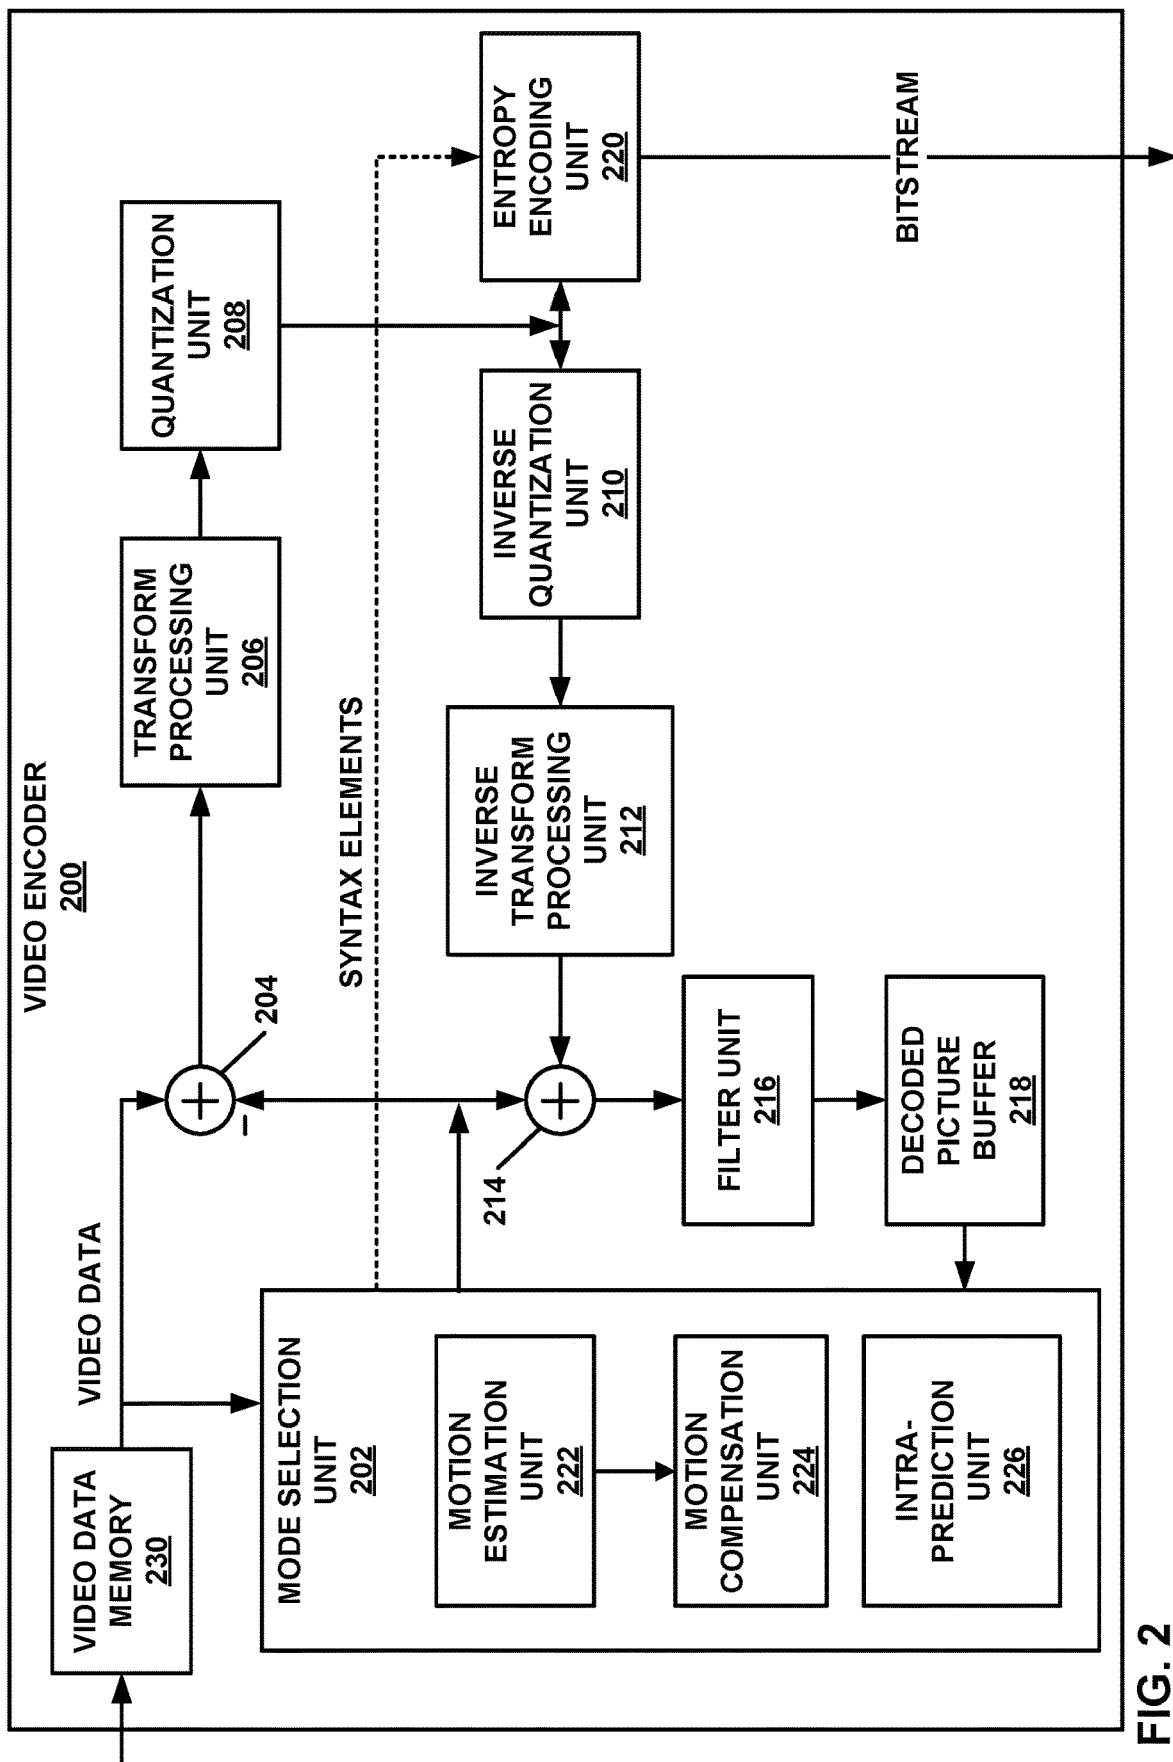 VIDEO ENCODER
200
VIDEO DATA
MEMORY
230
VIDEO DATA
204
-
TRANSFORM
PROCESSING
UNIT
206
QUANTIZATION
UNIT
208
SYNTAX ELEMENTS
MODE SELECTION
UNIT
202
MOTION
ESTIMATION
UNIT
222
MOTION
COMPENSATION
UNIT
224
INTRA-
PREDICTION
UNIT
226
214
INVERSE
TRANSFORM
PROCESSING
UNIT
212
INVERSE
QUANTIZATION
UNIT
210
ENTROPY
ENCODING
UNIT
220
FILTER UNIT
216
DECODED
PICTURE
BUFFER
218
BITSTREAM
FIG. 2